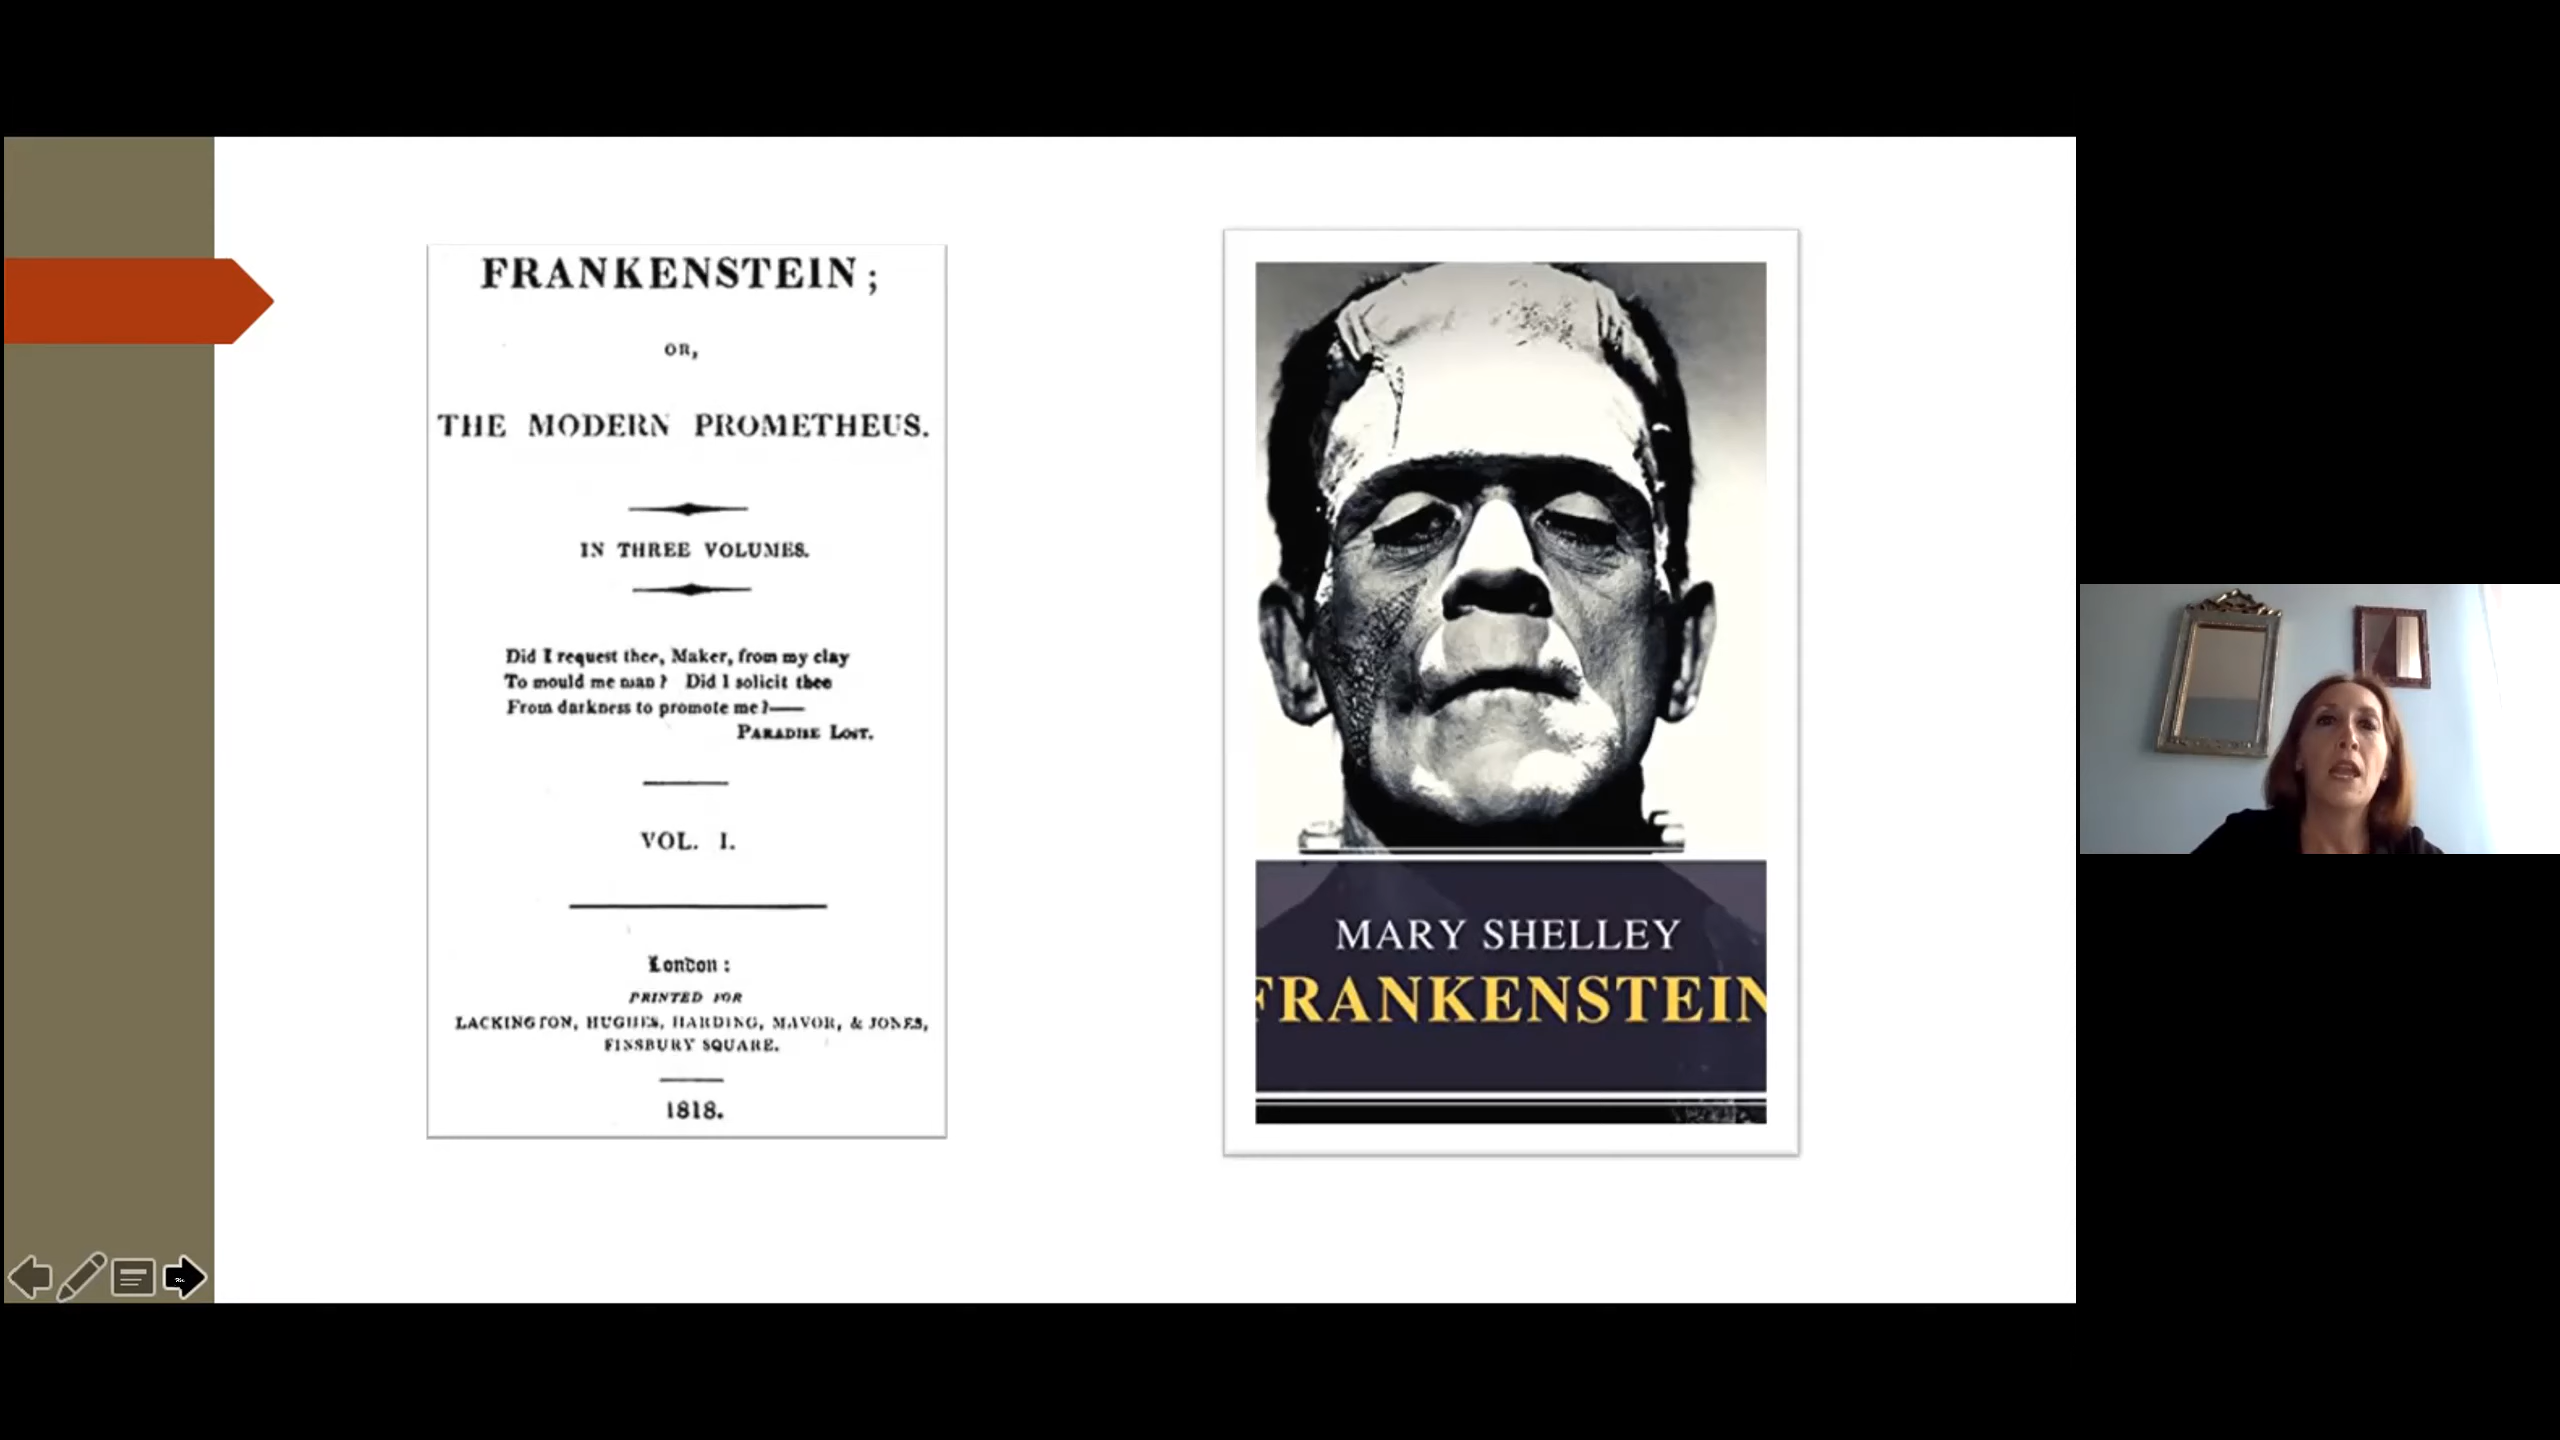 FRANKENSTEIN;
OR,
THE MODERN PROMETHEUS.
IN THREE VOLUMES.
Did I request thee, Maker, from my clay
To mould me man? Did I solicit thee
From darkness to promote me?—
PARADISE LOST.
VOL. I.
London:
PRINTED FOR
LACKINGTON, HUGHES, HARDING, MAVOR, & JONES,
FINSBURY SQUARE.
1818.
MARY SHELLEY
FRANKENSTEIN